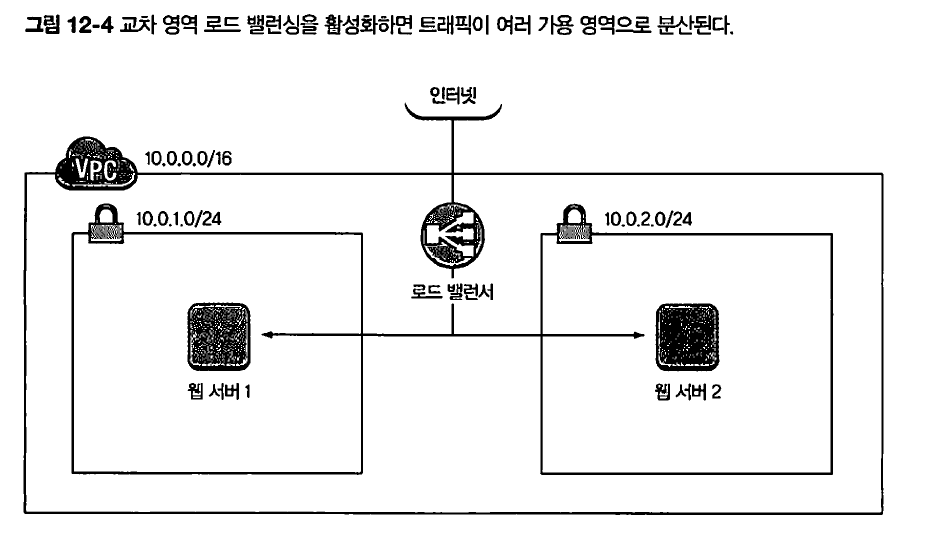 그림 12-4 교차 영역 로드 밸런싱을 활성화하면 트래픽이 여러 가용 영역으로 분산된다.
인터넷
VPC
10.0.0.0/16
10.0.1.0/24
10.0.2.0/24
로드 밸런서
웹 서버 1
웹 서버 2